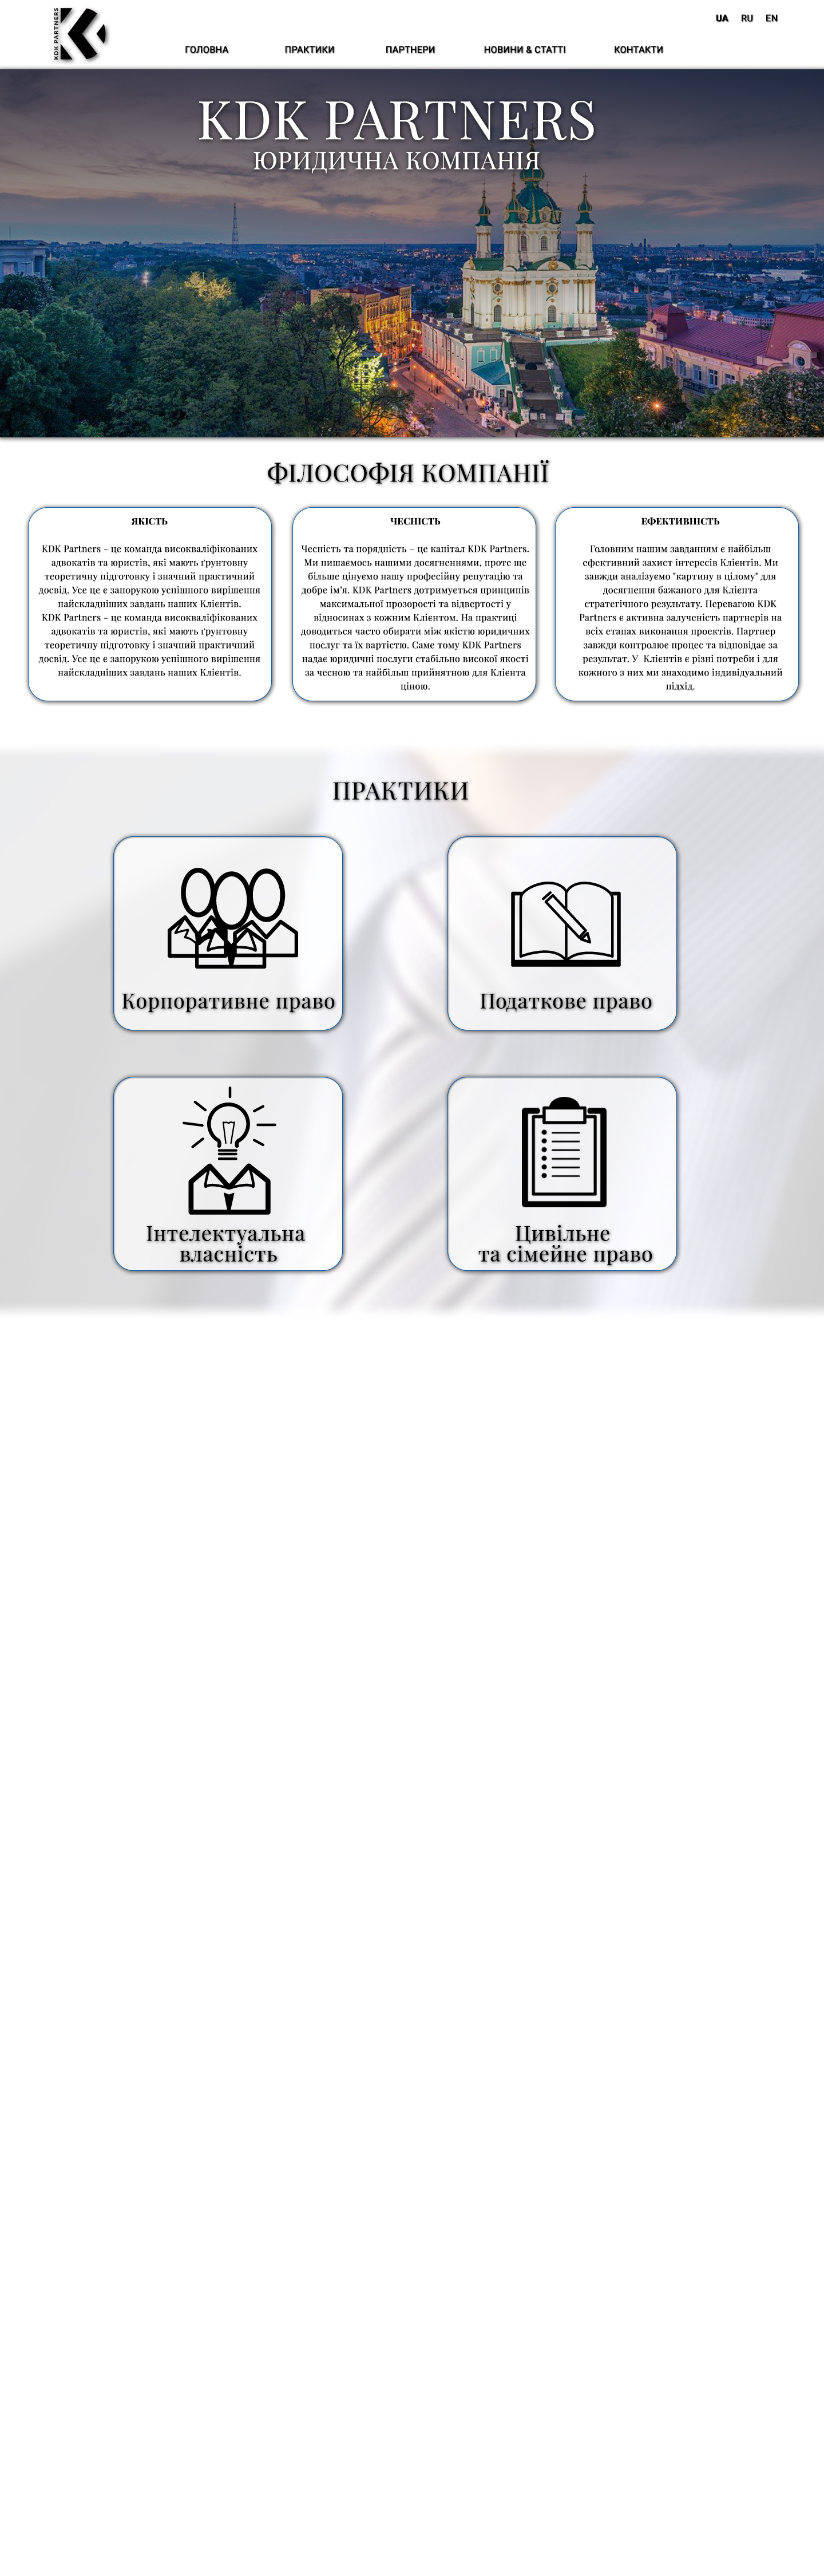 KDK PARTNERS
UA RU EN
ГОЛОВНА ПРАКТИКИ ПАРТНЕРИ НОВИНИ & СТАТТІ КОНТАКТИ
KDK PARTNERS
ЮРИДИЧНА КОМПАНІЯ
ФІЛОСОФІЯ КОМПАНІЇ
ЯКІСТЬ
KDK Partners - це команда висококваліфікованих
адвокатів та юристів, які мають ґрунтовну
теоретичну підготовку і значний практичний
досвід. Усе це є запорукою успішного вирішення
найскладніших завдань наших Клієнтів.
KDK Partners - це команда висококваліфікованих
адвокатів та юристів, які мають ґрунтовну
теоретичну підготовку і значний практичний
досвід. Усе це є запорукою успішного вирішення
найскладніших завдань наших Клієнтів.
ЧЕСНІСТЬ
Чесність та порядність – це капітал KDK Partners.
Ми пишаємось нашими досягненнями, проте ще
більше цінуємо нашу професійну репутацію та
добре ім’я. KDK Partners дотримується принципів
максимальної прозорості та відвертості у
відносинах з кожним Клієнтом. На практиці
доводиться часто обирати між якістю юридичних
послуг та їх вартістю. Саме тому KDK Partners
надає юридичні послуги стабільно високої якості
за чесною та найбільш прийнятною для Клієнта
ціною.
ЕФЕКТИВНІСТЬ
Головним нашим завданням є найбільш
ефективний захист інтересів Клієнтів. Ми
завжди аналізуємо "картину в цілому" для
досягнення бажаного для Клієнта
стратегічного результату. Перевагою KDK
Partners є активна залученість партнерів на
всіх етапах виконання проектів. Партнер
завжди контролює процес та відповідає за
результат. У Клієнтів є різні потреби і для
кожного з них ми знаходимо індивідуальний
підхід.
ПРАКТИКИ
Корпоративне право
Податкове право
Інтелектуальна
власність
Цивільне
та сімейне право